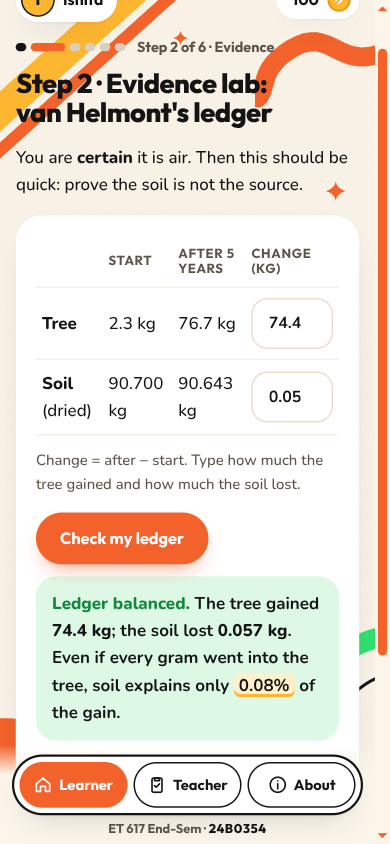 Ishita
100
Step 2 of 6 · Evidence
Step 2 · Evidence lab:
van Helmont's ledger
You are certain it is air. Then this should be
quick: prove the soil is not the source.
START
AFTER 5
YEARS
CHANGE
(KG)
Tree
2.3 kg
76.7 kg
74.4
Soil
(dried)
90.700
kg
90.643
kg
0.05
Change = after − start. Type how much the
tree gained and how much the soil lost.
Check my ledger
Ledger balanced. The tree gained
74.4 kg; the soil lost 0.057 kg.
Even if every gram went into the
tree, soil explains only 0.08% of
the gain.
Learner
Teacher
About
ET 617 End-Sem · 24B0354